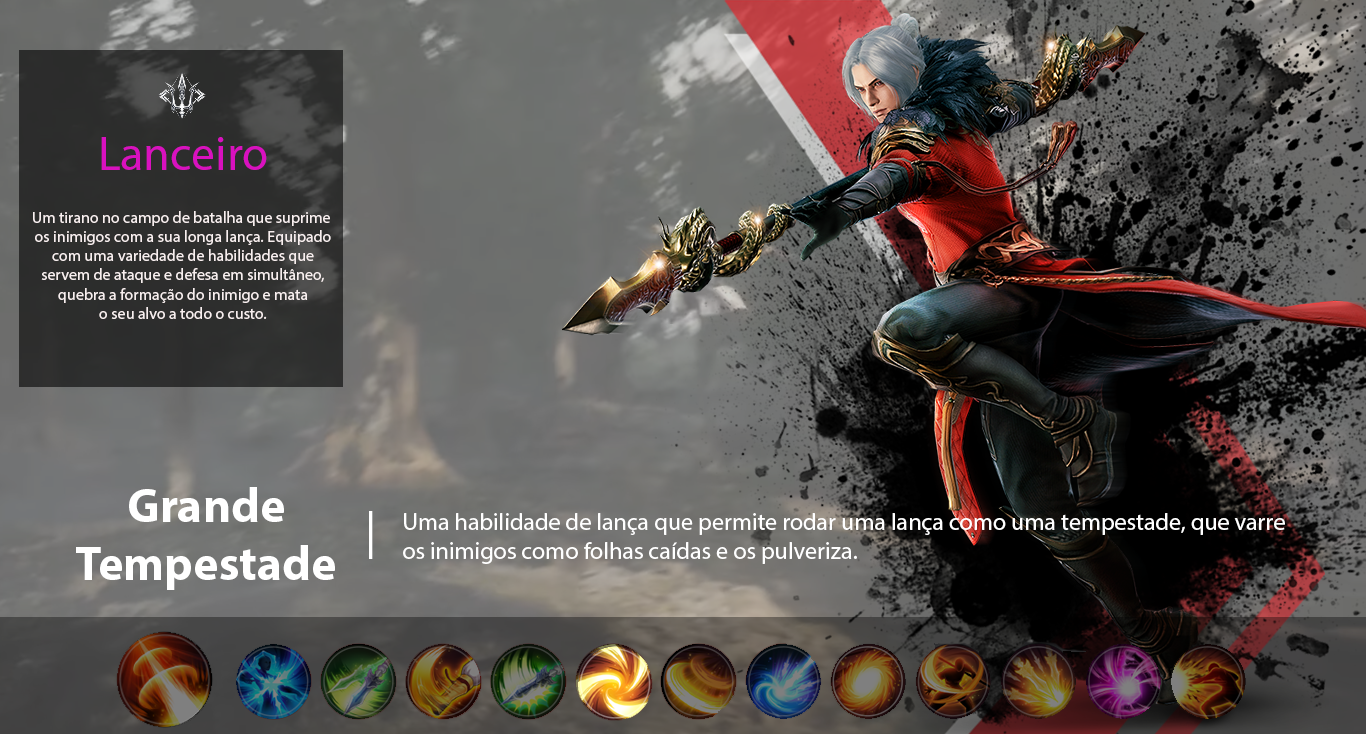 Lanceiro
Um tirano no campo de batalha que suprime
os inimigos com a sua longa lança. Equipado
com uma variedade de habilidades que
servem de ataque e defesa em simultâneo,
quebra a formação do inimigo e mata
o seu alvo a todo o custo.
Grande
Tempestade
Uma habilidade de lança que permite rodar uma lança como uma tempestade, que varre
os inimigos como folhas caídas e os pulveriza.